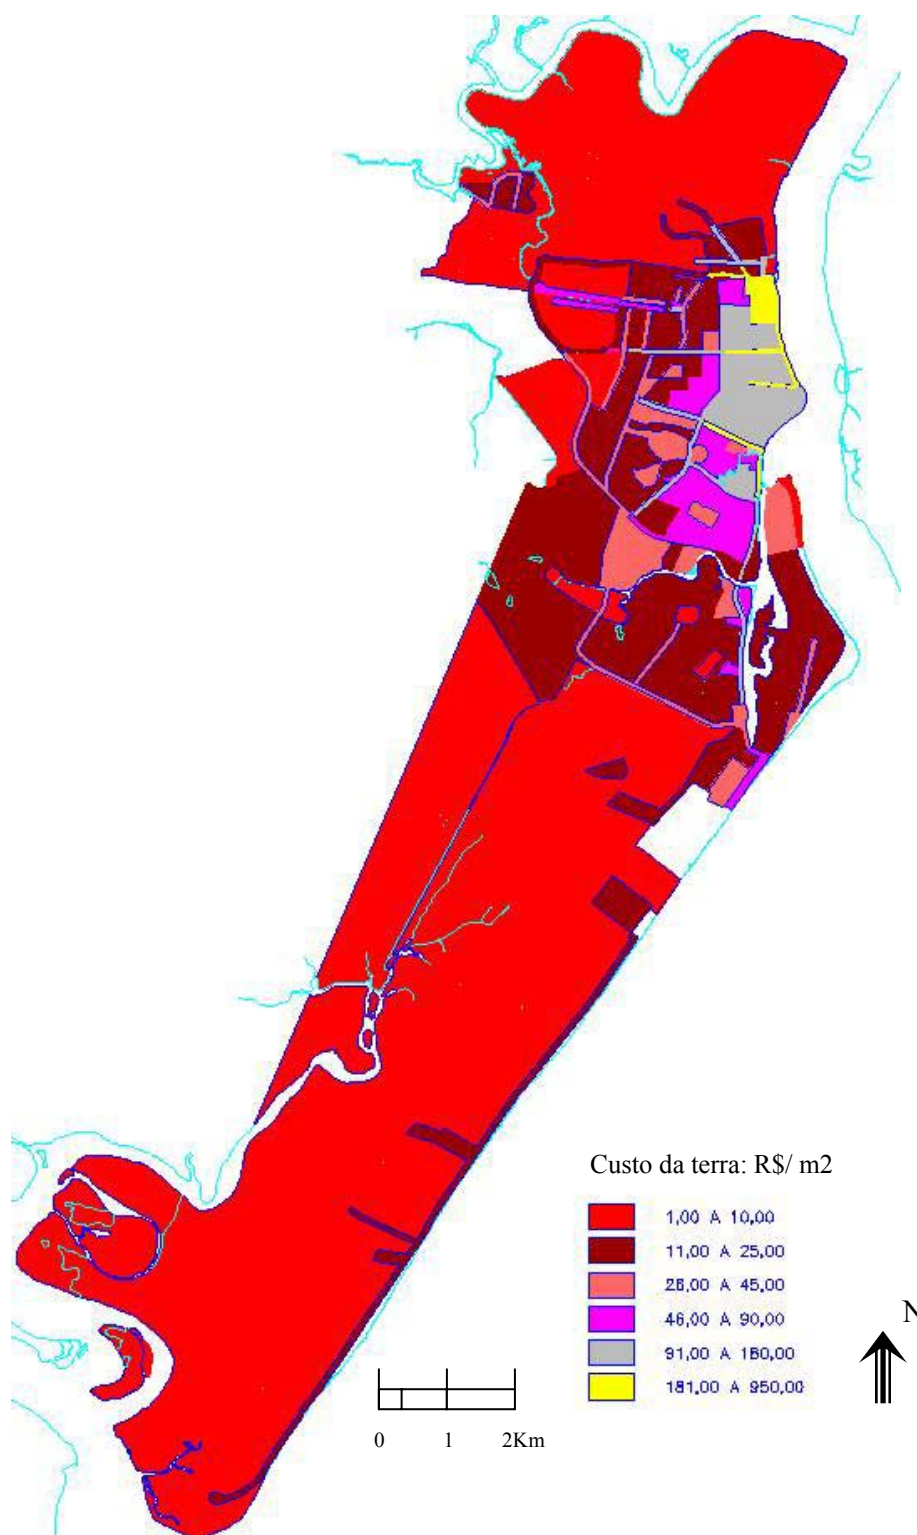 Custo da terra: R$/ m2
1,00 A 10,00
11,00 A 25,00
26,00 A 45,00
46,00 A 90,00
91,00 A 180,00
181,00 A 950,00
N
0 1 2Km